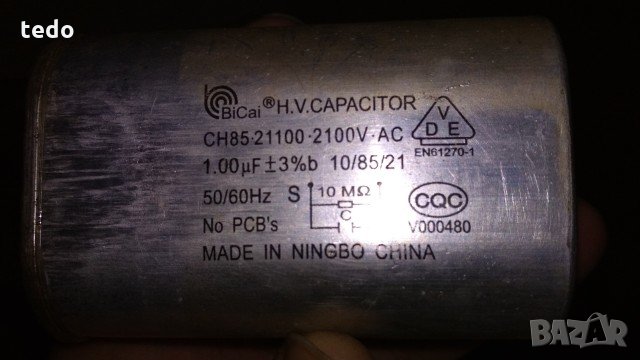 tedo
BiCai ® H.V.CAPACITOR
CH85·21100·2100V·AC
VDE
EN61270-1
1.00µF ±3%b 10/85/21
50/60Hz S 10 MΩ
C
CQC
No PCB's
V000480
MADE IN NINGBO CHINA
BAZAR